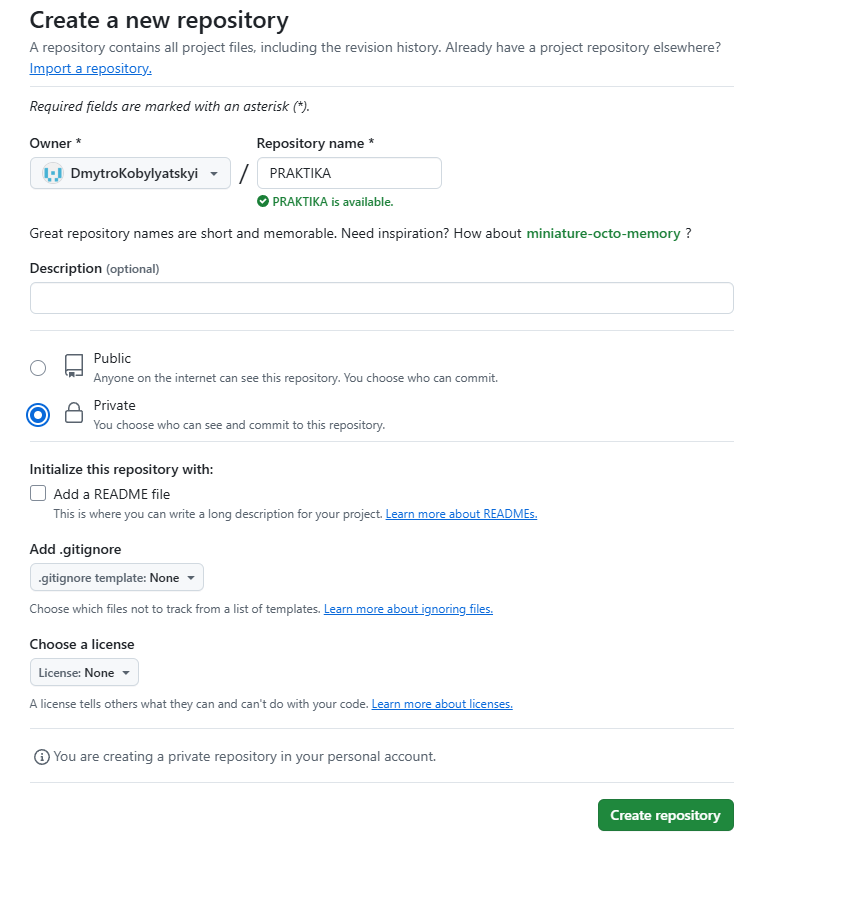 Create a new repository
A repository contains all project files, including the revision history. Already have a project repository elsewhere?
Import a repository.
Required fields are marked with an asterisk (*).
Owner * Repository name *
DmytroKobylyatskyi / PRAKTIKA
PRAKTIKA is available.
Great repository names are short and memorable. Need inspiration? How about miniature-octo-memory ?
Description (optional)
Public
Anyone on the internet can see this repository. You choose who can commit.
Private
You choose who can see and commit to this repository.
Initialize this repository with:
Add a README file
This is where you can write a long description for your project. Learn more about READMEs.
Add .gitignore
.gitignore template: None
Choose which files not to track from a list of templates. Learn more about ignoring files.
Choose a license
License: None
A license tells others what they can and can't do with your code. Learn more about licenses.
You are creating a private repository in your personal account.
Create repository